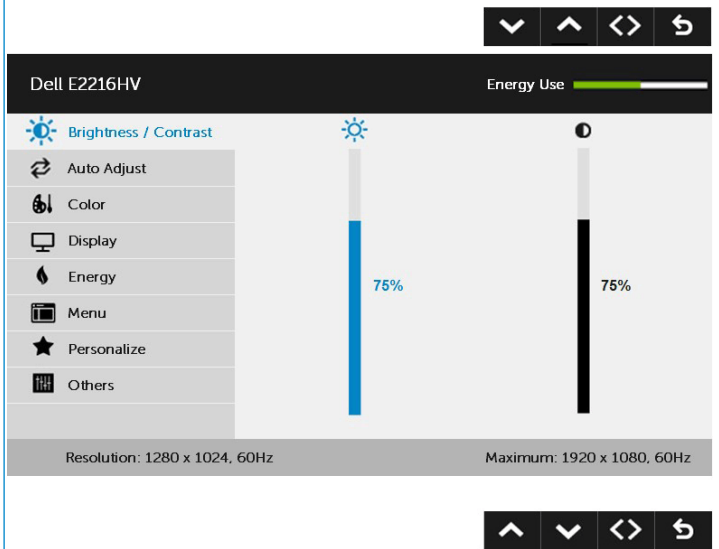 Dell E2216HV
Energy Use
Brightness / Contrast
Auto Adjust
Color
Display
Energy
75%
75%
Menu
Personalize
Others
Resolution: 1280 x 1024, 60Hz
Maximum: 1920 x 1080, 60Hz